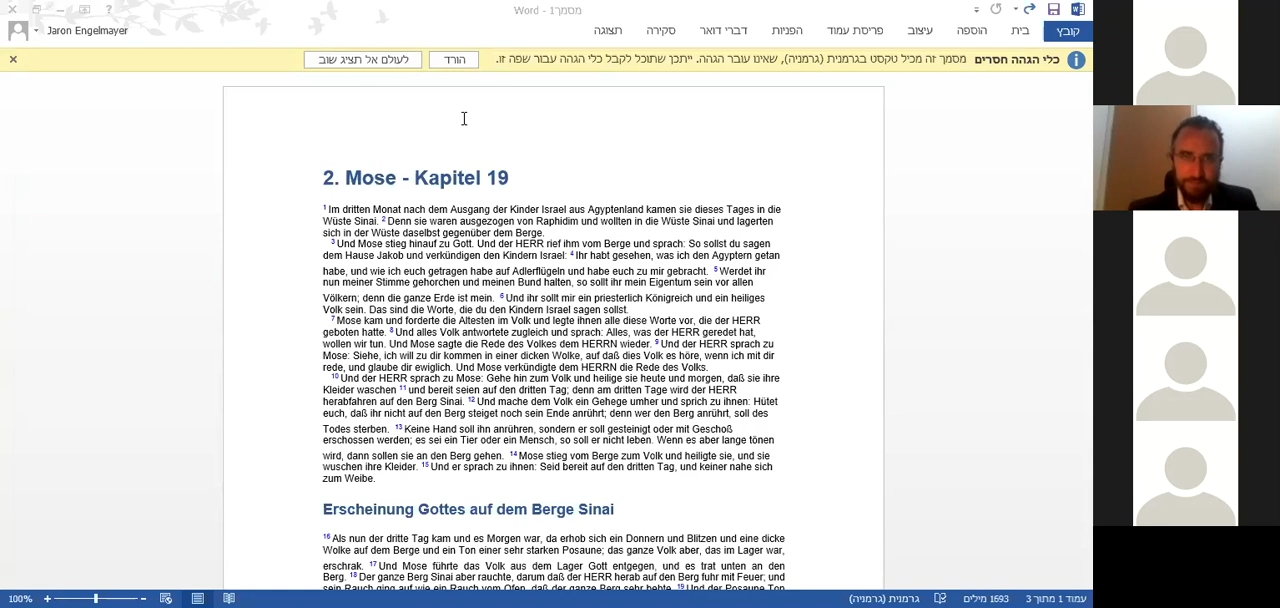 מסמך1 - Word
Jaron Engelmayer
קובץ
בית
הוספה
עיצוב
פריסת עמוד
הפניות
דברי דואר
סקירה
תצוגה
כלי הגהה חסרים מסמך זה מכיל טקסט בגרמנית (גרמניה), שאינו עובר הגהה. ייתכן שתוכל לקבל כלי הגהה עבור שפה זו.
הורד
לעולם אל תציג שוב
2. Mose - Kapitel 19
1 Im dritten Monat nach dem Ausgang der Kinder Israel aus Agyptenland kamen sie dieses Tages in die
Wüste Sinai. 2 Denn sie waren ausgezogen von Raphidim und wollten in die Wüste Sinai und lagerten
sich in der Wüste daselbst gegenüber dem Berge.
3 Und Mose stieg hinauf zu Gott. Und der HERR rief ihm vom Berge und sprach: So sollst du sagen
dem Hause Jakob und verkündigen den Kindern Israel: 4 Ihr habt gesehen, was ich den Agyptern getan
habe, und wie ich euch getragen habe auf Adlerflügeln und habe euch zu mir gebracht. 5 Werdet ihr
nun meiner Stimme gehorchen und meinen Bund halten, so sollt ihr mein Eigentum sein vor allen
Völkern; denn die ganze Erde ist mein. 6 Und ihr sollt mir ein priesterlich Königreich und ein heiliges
Volk sein. Das sind die Worte, die du den Kindern Israel sagen sollst.
7 Mose kam und forderte die Altesten im Volk und legte ihnen alle diese Worte vor, die der HERR
geboten hatte. 8 Und alles Volk antwortete zugleich und sprach: Alles, was der HERR geredet hat,
wollen wir tun. Und Mose sagte die Rede des Volkes dem HERRN wieder. 9 Und der HERR sprach zu
Mose: Siehe, ich will zu dir kommen in einer dicken Wolke, auf daß dies Volk es höre, wenn ich mit dir
rede, und glaube dir ewiglich. Und Mose verkündigte dem HERRN die Rede des Volks.
10 Und der HERR sprach zu Mose: Gehe hin zum Volk und heilige sie heute und morgen, daß sie ihre
Kleider waschen 11 und bereit seien auf den dritten Tag; denn am dritten Tage wird der HERR
herabfahren auf den Berg Sinai. 12 Und mache dem Volk ein Gehege umher und sprich zu ihnen: Hütet
euch, daß ihr nicht auf den Berg steiget noch sein Ende anrührt; denn wer den Berg anrührt, soll des
Todes sterben. 13 Keine Hand soll ihn anrühren, sondern er soll gesteinigt oder mit Geschoß
erschossen werden; es sei ein Tier oder ein Mensch, so soll er nicht leben. Wenn es aber lange tönen
wird, dann sollen sie an den Berg gehen. 14 Mose stieg vom Berge zum Volk und heiligte sie, und sie
wuschen ihre Kleider. 15 Und er sprach zu ihnen: Seid bereit auf den dritten Tag, und keiner nahe sich
zum Weibe.
Erscheinung Gottes auf dem Berge Sinai
16 Als nun der dritte Tag kam und es Morgen war, da erhob sich ein Donnern und Blitzen und eine dicke
Wolke auf dem Berge und ein Ton einer sehr starken Posaune; das ganze Volk aber, das im Lager war,
erschrak. 17 Und Mose führte das Volk aus dem Lager Gott entgegen, und es trat unten an den
Berg. 18 Der ganze Berg Sinai aber rauchte, darum daß der HERR herab auf den Berg fuhr mit Feuer; und
sein Rauch ging auf wie ein Rauch vom Ofen, daß der ganze Berg sehr bebte. 19 Und der Posaune Ton
עמוד 1 מתוך 3
1693 מילים
גרמנית (גרמניה)
100%